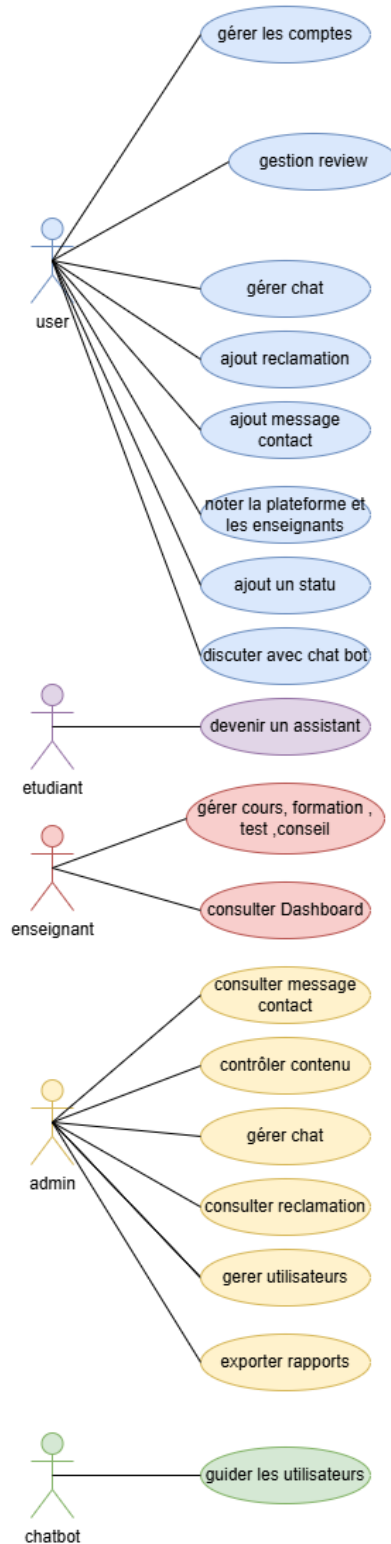 gérer les comptes
gestion review
user
gérer chat
ajout reclamation
ajout message
contact
noter la plateforme et
les enseignants
ajout un statu
discuter avec chat bot
etudiant
devenir un assistant
enseignant
gérer cours, formation ,
test ,conseil
consulter Dashboard
admin
consulter message
contact
contrôler contenu
gérer chat
consulter reclamation
gerer utilisateurs
exporter rapports
chatbot
guider les utilisateurs